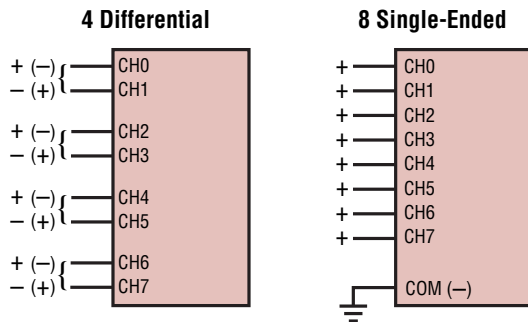 4 Differential
+ (–) { CH0
– (+) CH1
+ (–) { CH2
– (+) CH3
+ (–) { CH4
– (+) CH5
+ (–) { CH6
– (+) CH7
8 Single-Ended
+ CH0
+ CH1
+ CH2
+ CH3
+ CH4
+ CH5
+ CH6
+ CH7
COM (–)